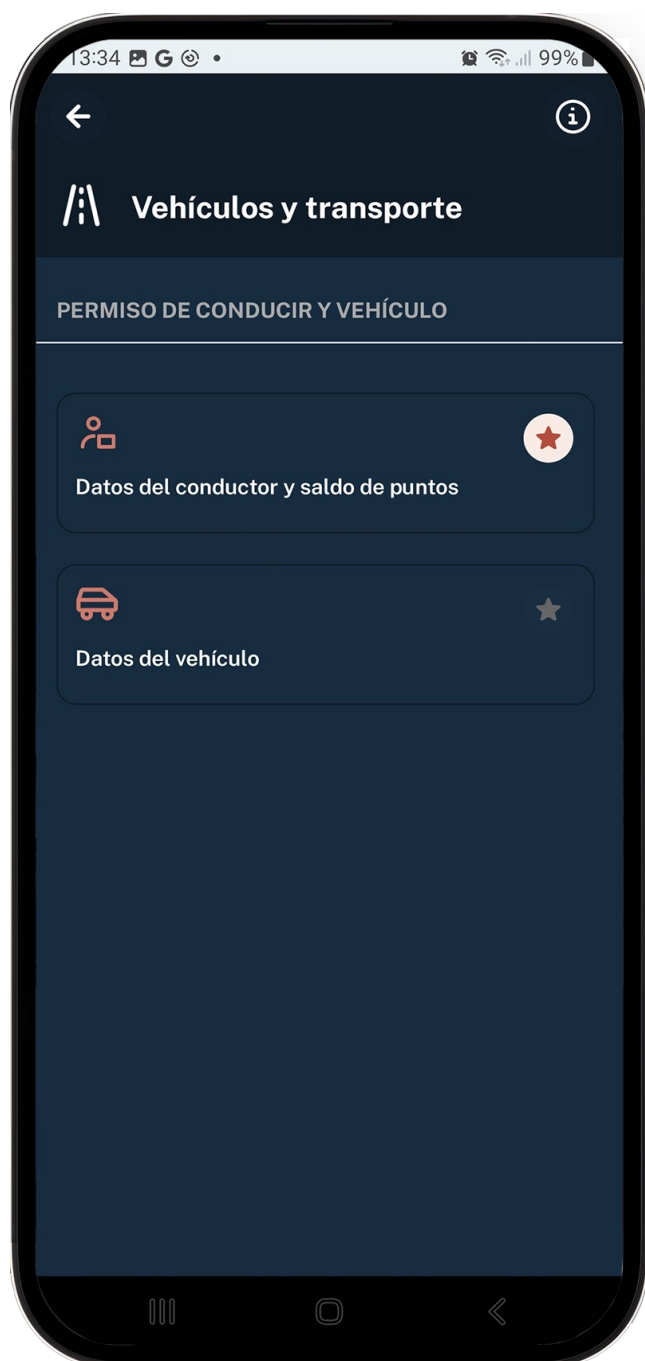 13:34
99%
Vehículos y transporte
PERMISO DE CONDUCIR Y VEHÍCULO
Datos del conductor y saldo de puntos
Datos del vehículo